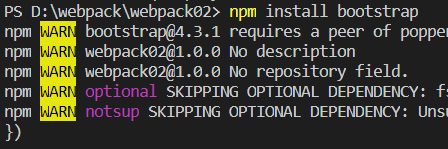 PS D:\webpack\webpack02> npm install bootstrap
npm WARN bootstrap@4.3.1 requires a peer of
npm WARN webpack02@1.0.0 No description
npm WARN webpack02@1.0.0 No repository field.
npm WARN optional SKIPPING OPTIONAL DEPENDENCY:
npm WARN notsup SKIPPING OPTIONAL DEPENDENCY:
})